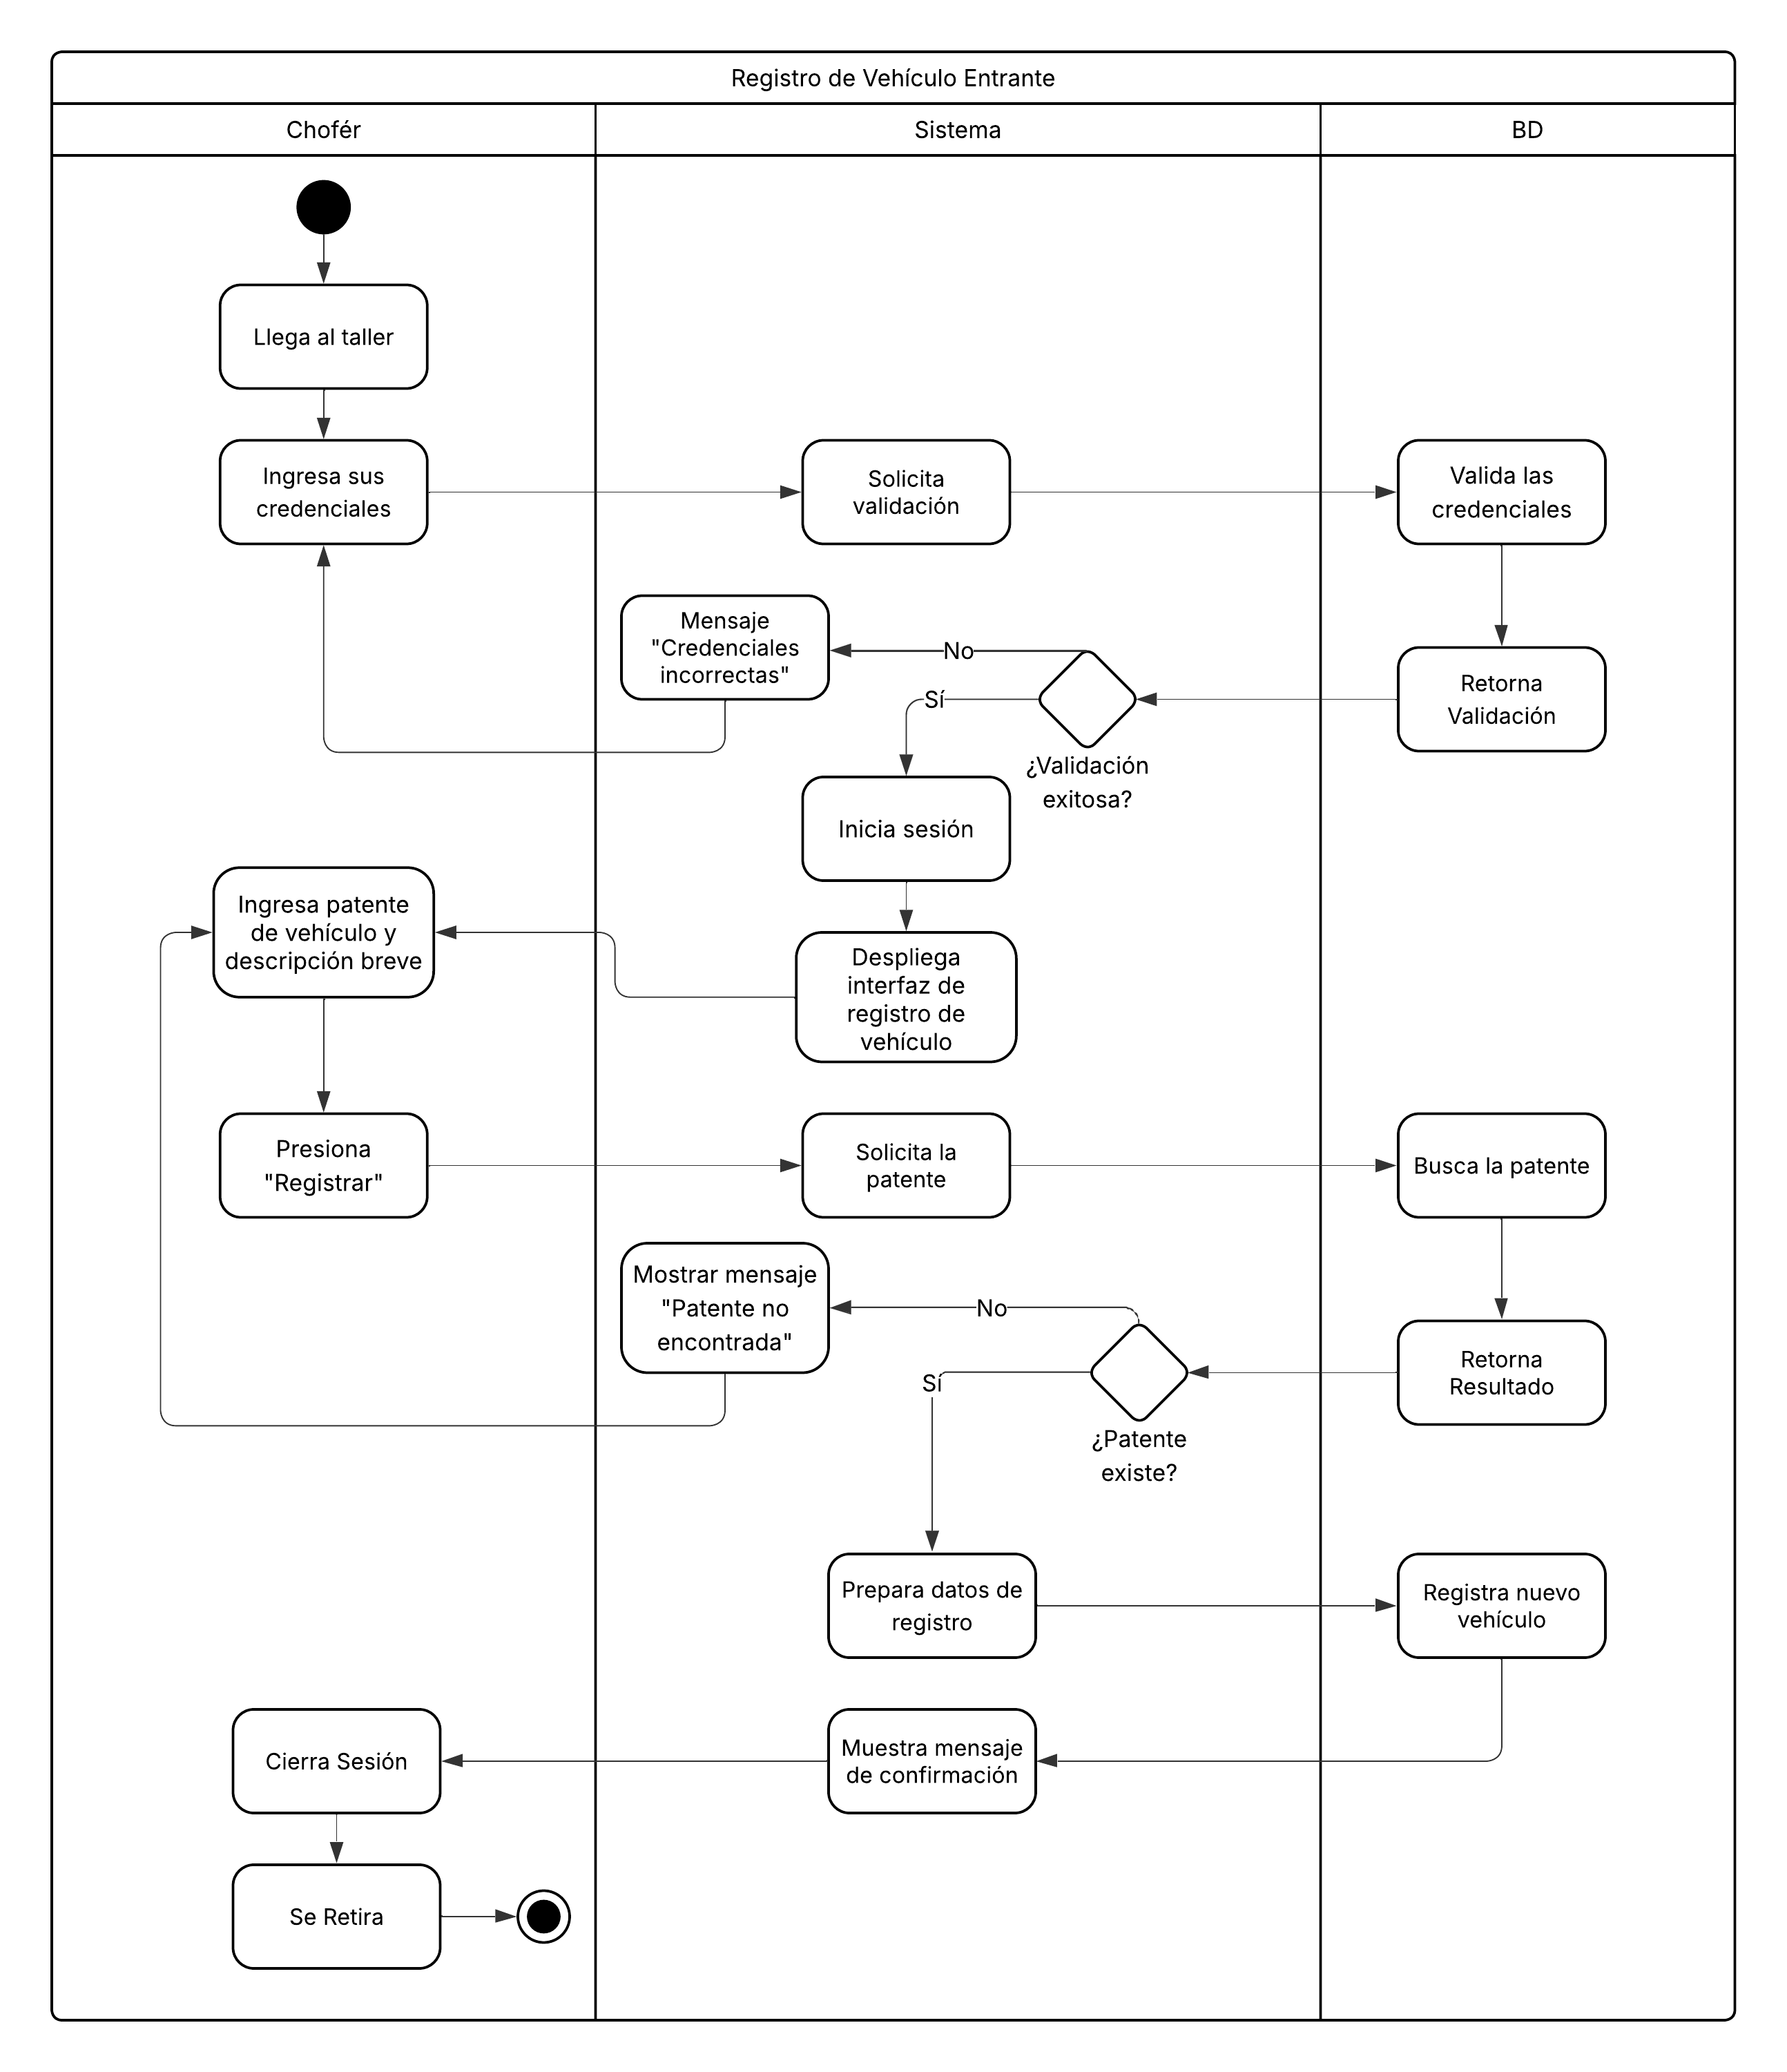 Registro de Vehículo Entrante
Chofér
Sistema
BD
Llega al taller
Ingresa sus
credenciales
Solicita
validación
Valida las
credenciales
Mensaje
"Credenciales
incorrectas"
No
Sí
Retorna
Validación
¿Validación
exitosa?
Inicia sesión
Ingresa patente
de vehículo y
descripción breve
Despliega
interfaz de
registro de
vehículo
Presiona
"Registrar"
Solicita la
patente
Busca la patente
Mostrar mensaje
"Patente no
encontrada"
No
Sí
Retorna
Resultado
¿Patente
existe?
Prepara datos de
registro
Registra nuevo
vehículo
Cierra Sesión
Muestra mensaje
de confirmación
Se Retira